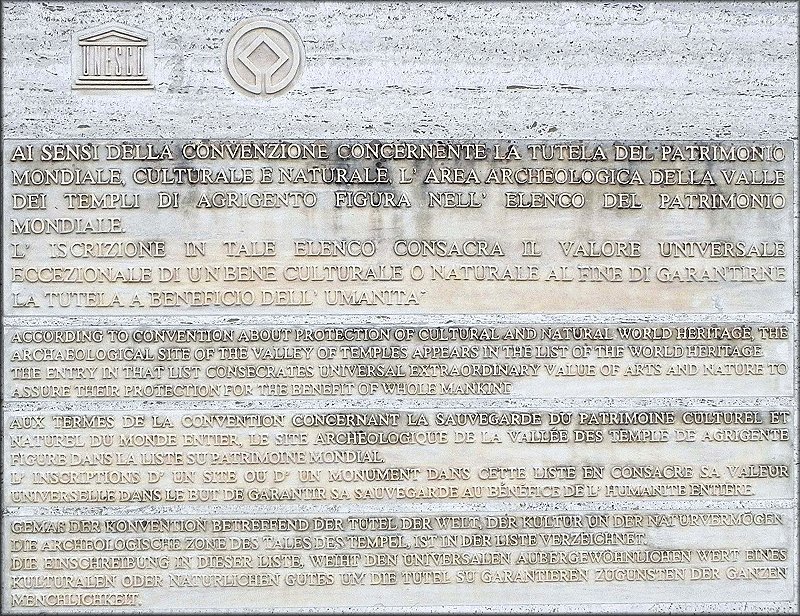 UNESCO
AI SENSI DELLA CONVENZIONE CONCERNENTE LA TUTELA DEL PATRIMONIO
MONDIALE, CULTURALE E NATURALE, L' AREA ARCHEOLOGICA DELLA VALLE
DEI TEMPLI DI AGRIGENTO FIGURA NELL' ELENCO DEL PATRIMONIO
MONDIALE.
L' ISCRIZIONE IN TALE ELENCO CONSACRA IL VALORE UNIVERSALE
ECCEZIONALE DI UN BENE CULTURALE O NATURALE AL FINE DI GARANTIRNE
LA TUTELA A BENEFICIO DELL' UMANITA'
ACCORDING TO CONVENTION ABOUT PROTECTION OF CULTURAL AND NATURAL WORLD HERITAGE, THE
ARCHAEOLOGICAL SITE OF THE VALLEY OF TEMPLES APPEARS IN THE LIST OF THE WORLD HERITAGE
THE ENTRY IN THAT LIST CONSECRATES UNIVERSAL EXTRAORDINARY VALUE OF ARTS AND NATURE TO
ASSURE THEIR PROTECTION FOR THE BENEFIT OF WHOLE MANKIND
AUX TERMES DE LA CONVENTION CONCERNANT LA SAUVEGARDE DU PATRIMOINE CULTUREL ET
NATUREL DU MONDE ENTIER, LE SITE ARCHEOLOGIQUE DE LA VALLÉE DES TEMPLE DE AGRIGENTE
FIGURE DANS LA LISTE SU PATRIMOINE MONDIAL.
L' INSCRIPTIONS D' UN SITE OU D' UN MONUMENT DANS CETTE LISTE EN CONSACRE SA VALEUR
UNIVERSELLE DANS LE BUT DE GARANTIR SA SAUVEGARDE AU BÉNÉTICE DE L' HUMANITE ENTIERE.
GEMAß DER KONVENTION BETREFFEND DER TUTEL DER WELT, DER KULTUR UN DER NATURVERMÖGEN
DIE ARCHEOLOGISCHE ZONE DES TALES DES TEMPEL, IST IN DER LISTE VERZEICHNET.
DIE EINSCHREIBUNG IN DIESER LISTE, WEIHT DEN UNIVERSALEN AUßERGEWÖHNLICHEN WERT EINES
KULTURALEN ODER NATURLICHEN GUTES UM DIE TUTEL SU GARANTIEREN ZUGUNSTEN DER GANZEN
MENCHLICHKEIT.